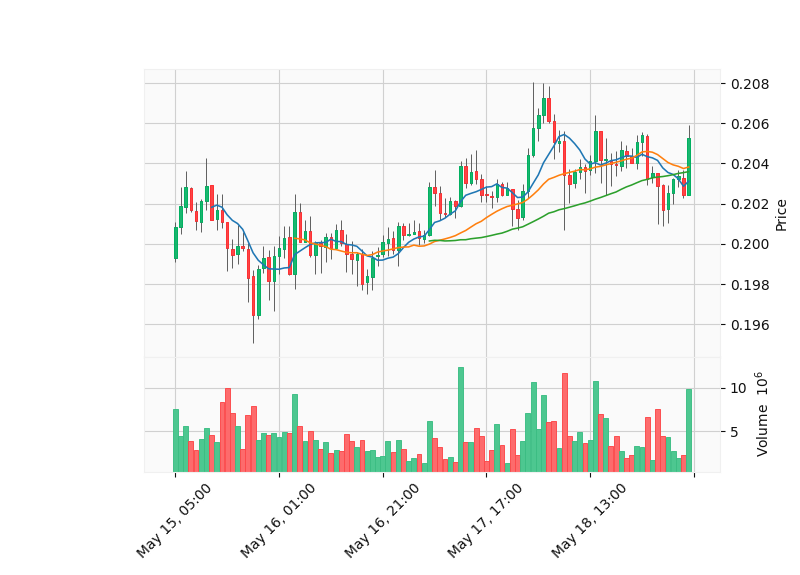 0.208
0.206
0.204
0.202
0.200
0.198
0.196
Price
10
5
Volume 10⁶
May 15, 05:00
May 16, 01:00
May 16, 21:00
May 17, 17:00
May 18, 13:00